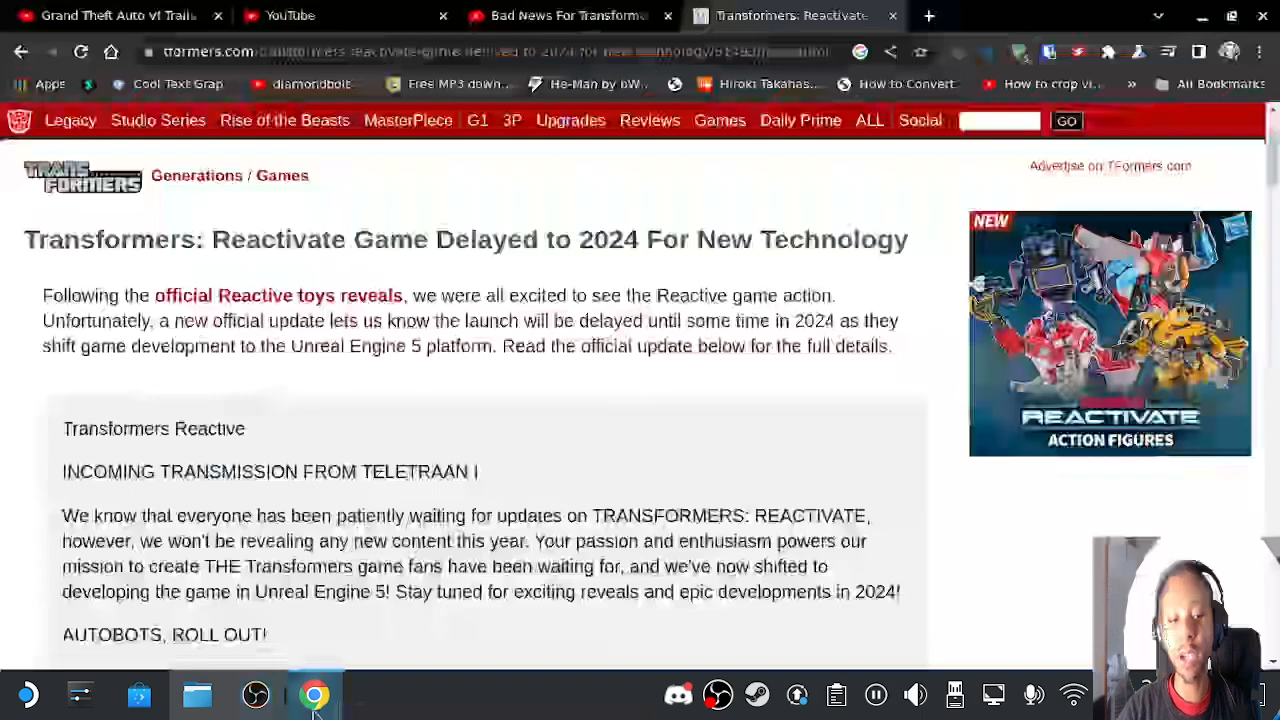 Grand Theft Auto VI Trail
YouTube
Bad News For Transform
Transformers: Reactivate
tformers.com
Apps
Cool Text Grap
diamondbolt
Free MP3 down...
He-Man by bW...
Hiroki Takahas...
How to Convert
How to crop vi...
»
All Bookmarks
Legacy Studio Series Rise of the Beasts MasterPiece G1 3P Upgrades Reviews Games Daily Prime ALL Social GO
TRANSFORMERS
Generations / Games
Advertise on TFormers.com
Transformers: Reactivate Game Delayed to 2024 For New Technology
Following the official Reactive toys reveals, we were all excited to see the Reactive game action.
Unfortunately, a new official update lets us know the launch will be delayed until some time in 2024 as they
shift game development to the Unreal Engine 5 platform. Read the official update below for the full details.
NEW
REACTIVATE
ACTION FIGURES
Transformers Reactive
INCOMING TRANSMISSION FROM TELETRAAN I
We know that everyone has been patiently waiting for updates on TRANSFORMERS: REACTIVATE,
however, we won't be revealing any new content this year. Your passion and enthusiasm powers our
mission to create THE Transformers game fans have been waiting for, and we've now shifted to
developing the game in Unreal Engine 5! Stay tuned for exciting reveals and epic developments in 2024!
AUTOBOTS, ROLL OUT!